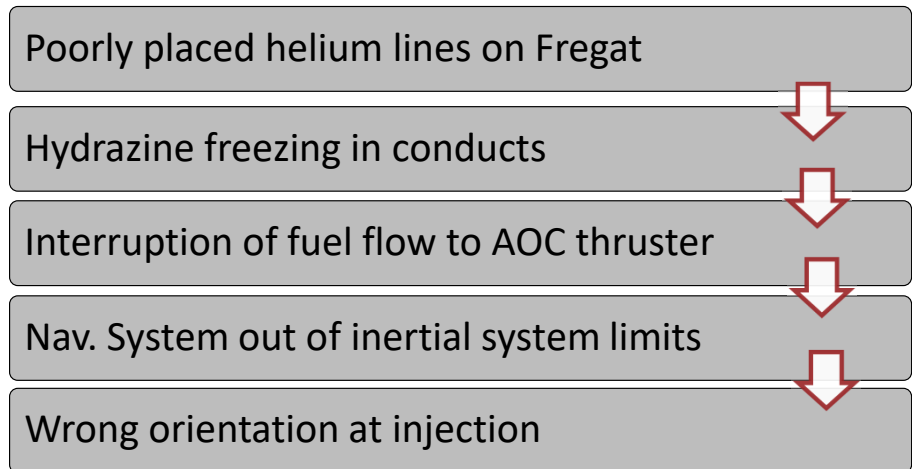 Poorly placed helium lines on Fregat
Hydrazine freezing in conducts
Interruption of fuel flow to AOC thruster
Nav. System out of inertial system limits
Wrong orientation at injection